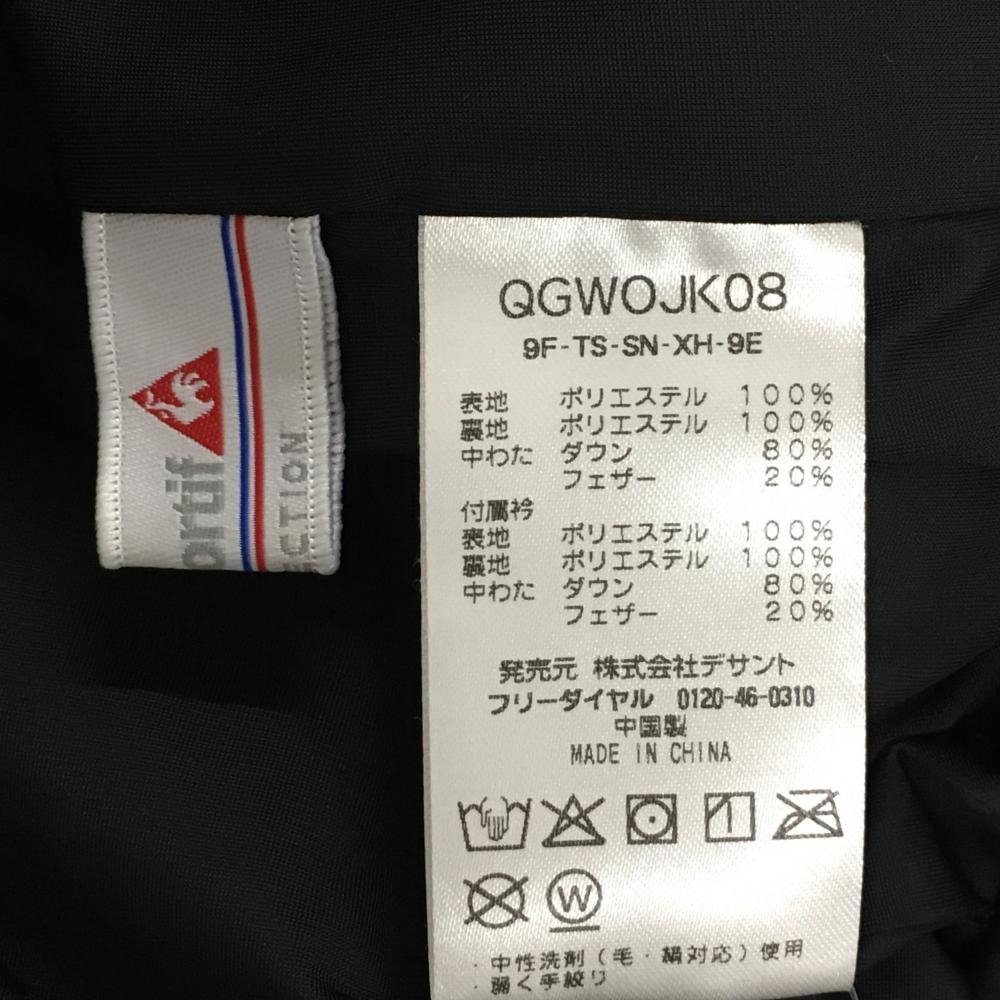 ortif
ECTION
QGWOJK08
9F-TS-SN-XH-9E
表地 ポリエステル 100%
裏地 ポリエステル 100%
中わた ダウン 80%
フェザー 20%
付属衿
表地 ポリエステル 100%
裏地 ポリエステル 100%
中わた ダウン 80%
フェザー 20%
発売元 株式会社デサント
フリーダイヤル 0120-46-0310
中国製
MADE IN CHINA
W
・中性洗剤(毛・絹対応)使用
・弱く手絞り